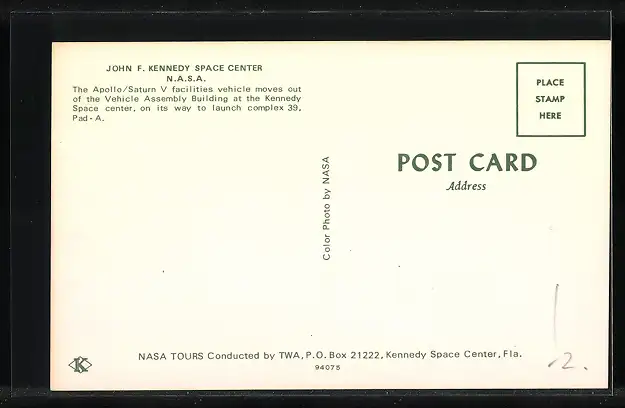 JOHN F. KENNEDY SPACE CENTER
N.A.S.A.
The Apollo/Saturn V facilities vehicle moves out
of the Vehicle Assembly Building at the Kennedy
Space center, on its way to launch complex 39,
Pad-A.
PLACE
STAMP
HERE
POST CARD
Address
Color Photo by NASA
K
NASA TOURS Conducted by TWA, P.O. Box 21222, Kennedy Space Center, Fla.
94075
2.